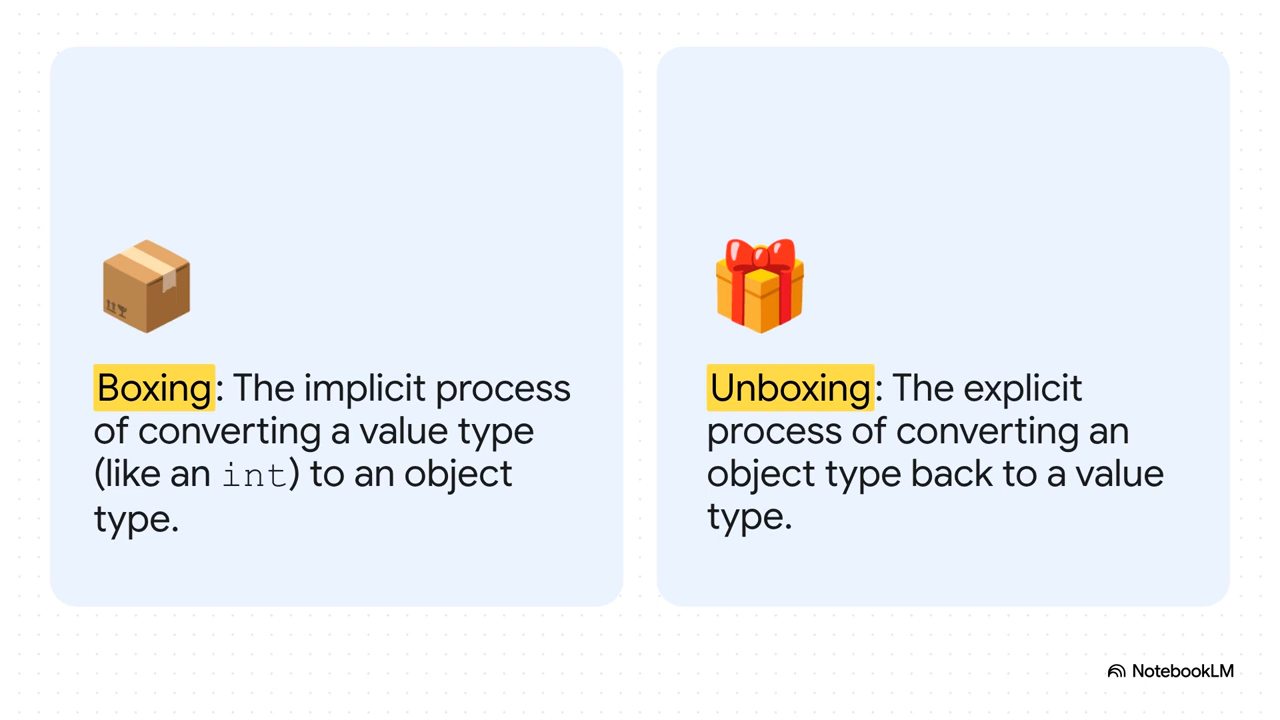 Boxing: The implicit process
of converting a value type
(like an int) to an object
type.
Unboxing: The explicit
process of converting an
object type back to a value
type.
NotebookLM